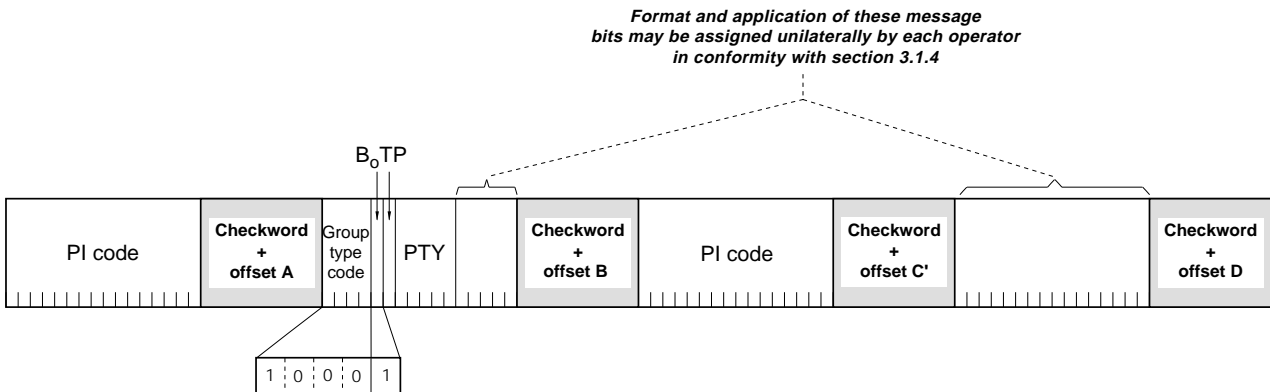 Format and application of these message
bits may be assigned unilaterally by each operator
in conformity with section 3.1.4
BoTP
PI code
Checkword
+
offset A
Group
type
code
PTY
Checkword
+
offset B
PI code
Checkword
+
offset C'
Checkword
+
offset D
1 0 0 0 1